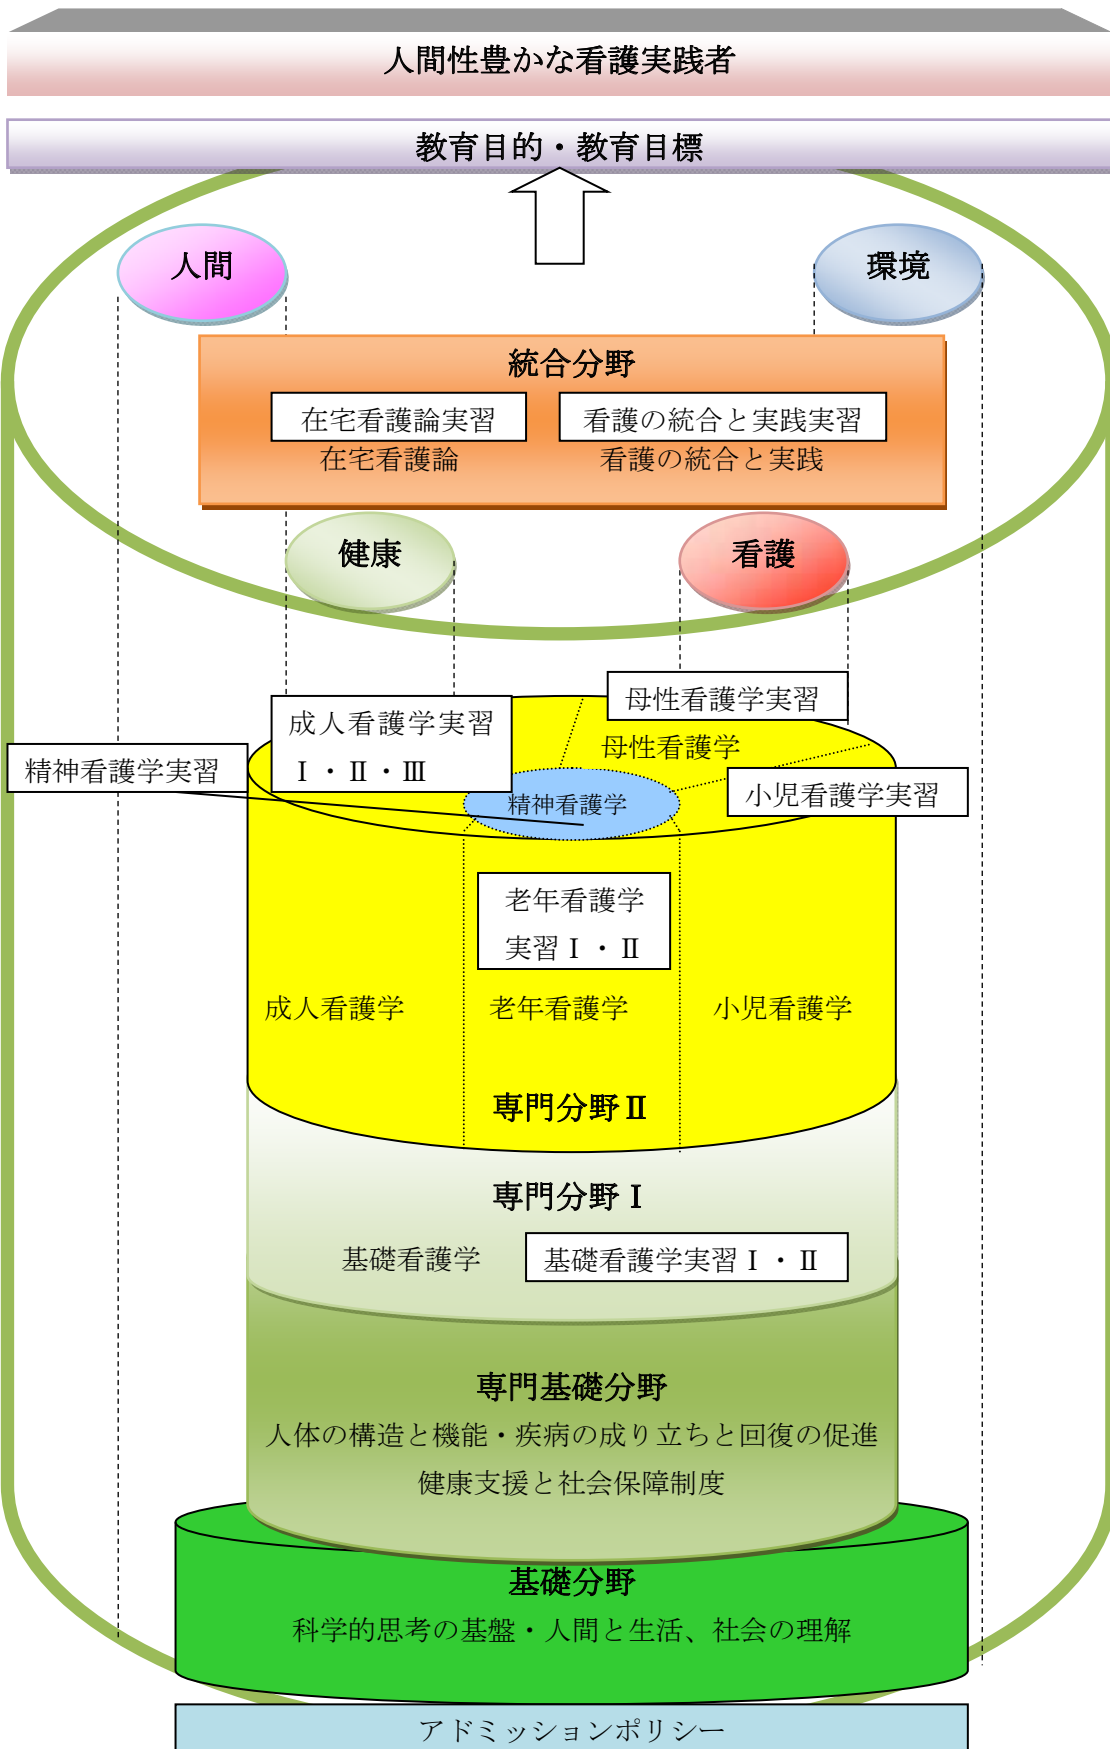 人間性豊かな看護実践者
教育目的・教育目標
人間
環境
統合分野
在宅看護論実習
看護の統合と実践実習
在宅看護論
看護の統合と実践
健康
看護
母性看護学実習
成人看護学実習
Ⅰ・Ⅱ・Ⅲ
母性看護学
精神看護学実習
小児看護学実習
精神看護学
老年看護学
実習Ⅰ・Ⅱ
成人看護学
老年看護学
小児看護学
専門分野Ⅱ
専門分野Ⅰ
基礎看護学
基礎看護学実習Ⅰ・Ⅱ
専門基礎分野
人体の構造と機能・疾病の成り立ちと回復の促進
健康支援と社会保障制度
基礎分野
科学的思考の基盤・人間と生活、社会の理解
アドミッションポリシー